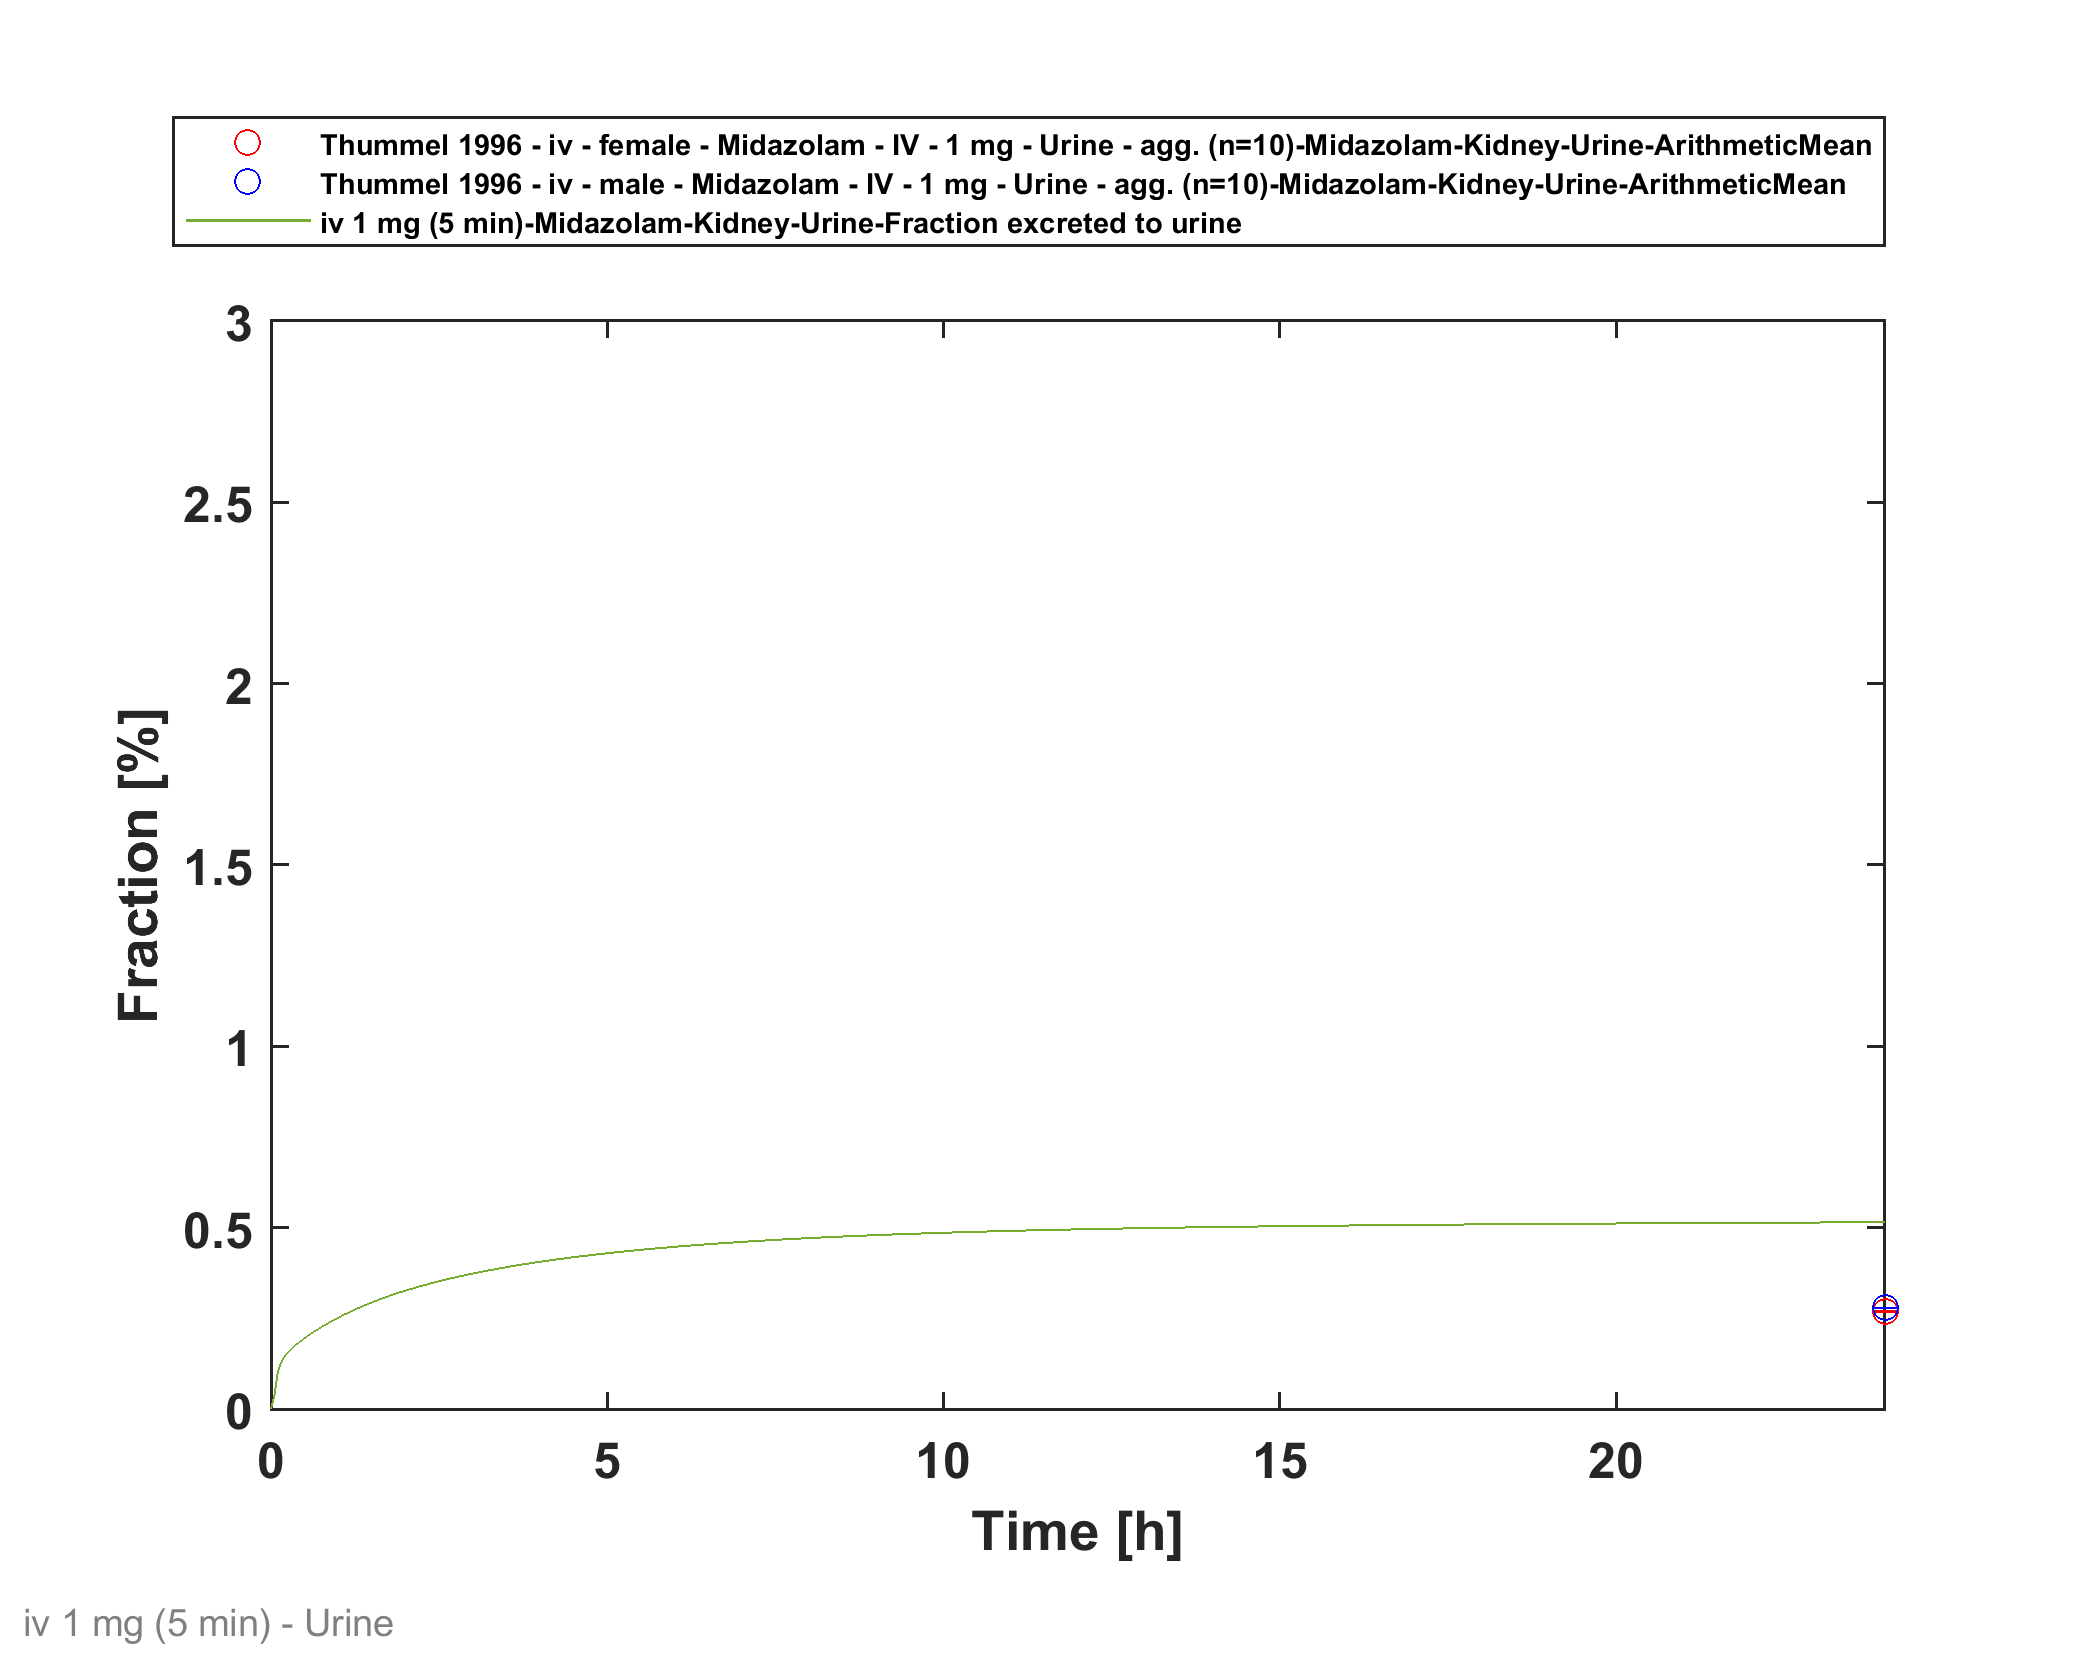 Thummel 1996 - iv - female - Midazolam - IV - 1 mg - Urine - agg. (n=10)-Midazolam-Kidney-Urine-ArithmeticMean
Thummel 1996 - iv - male - Midazolam - IV - 1 mg - Urine - agg. (n=10)-Midazolam-Kidney-Urine-ArithmeticMean
iv 1 mg (5 min)-Midazolam-Kidney-Urine-Fraction excreted to urine
3
2.5
2
1.5
1
0.5
0
Fraction [%]
0 5 10 15 20
Time [h]
iv 1 mg (5 min) - Urine